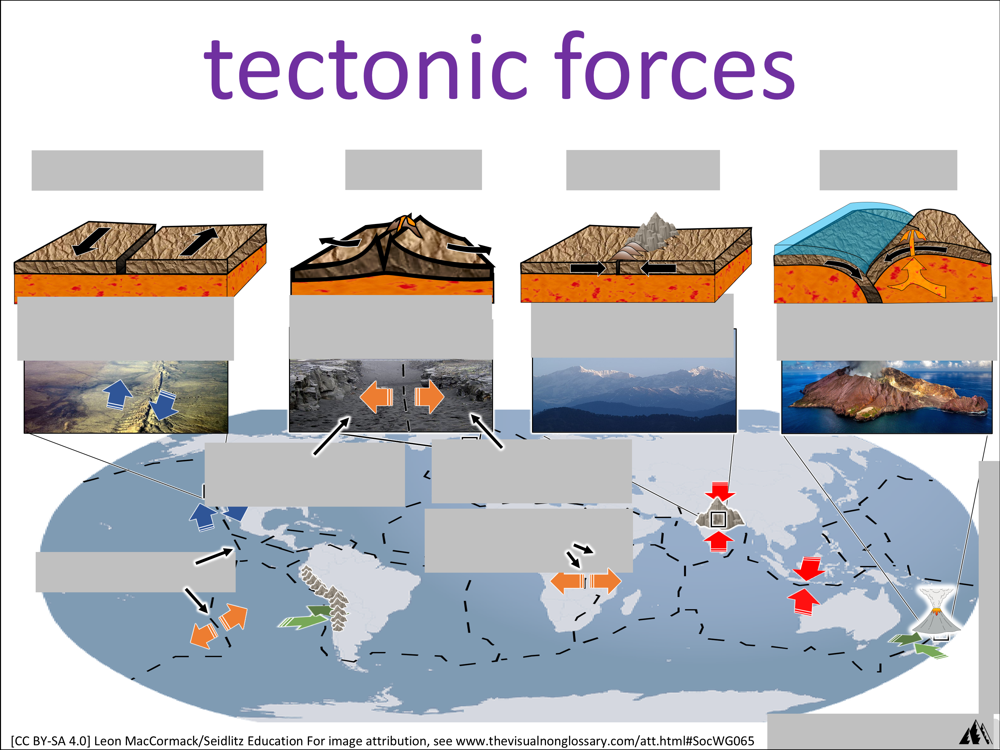 tectonic forces
[CC BY-SA 4.0] Leon MacCormack/Seidlitz Education For image attribution, see www.thevisualnonglossary.com/att.html#SocWG065